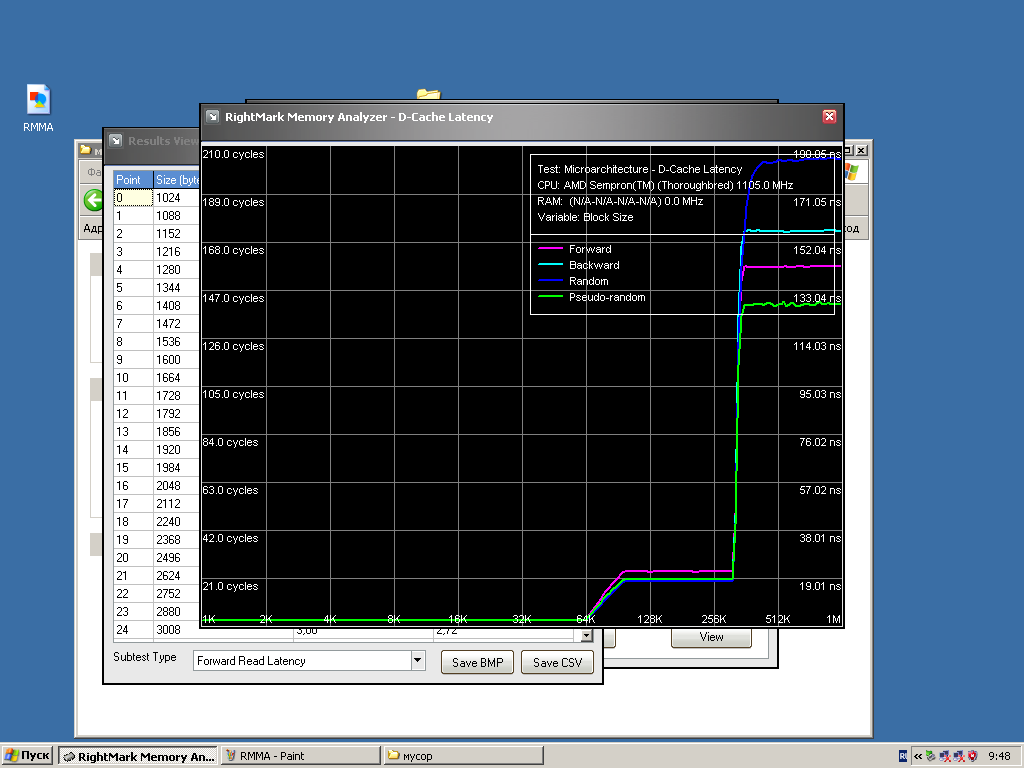 RMMA
RightMark Memory Analyzer - D-Cache Latency
Results View
210.0 cycles
189.0 cycles
168.0 cycles
147.0 cycles
126.0 cycles
105.0 cycles
84.0 cycles
63.0 cycles
42.0 cycles
21.0 cycles
190.05 ns
171.05 ns
152.04 ns
133.04 ns
114.03 ns
95.03 ns
76.02 ns
57.02 ns
38.01 ns
19.01 ns
Test: Microarchitecture - D-Cache Latency
CPU: AMD Sempron(TM) (Thoroughbred) 1105.0 MHz
RAM: (N/A-N/A-N/A-N/A) 0.0 MHz
Variable: Block Size
Forward
Backward
Random
Pseudo-random
1K 2K 4K 8K 16K 32K 64K 128K 256K 512K 1M
Point Size (byte
0 1024
1 1088
2 1152
3 1216
4 1280
5 1344
6 1408
7 1472
8 1536
9 1600
10 1664
11 1728
12 1792
13 1856
14 1920
15 1984
16 2048
17 2112
18 2240
19 2368
20 2496
21 2624
22 2752
23 2880
24 3008 3,00 2,72
Subtest Type
Forward Read Latency
Save BMP
Save CSV
View
Фа
Адр
од
Пуск
RightMark Memory An...
RMMA - Paint
мусор
«
9:48